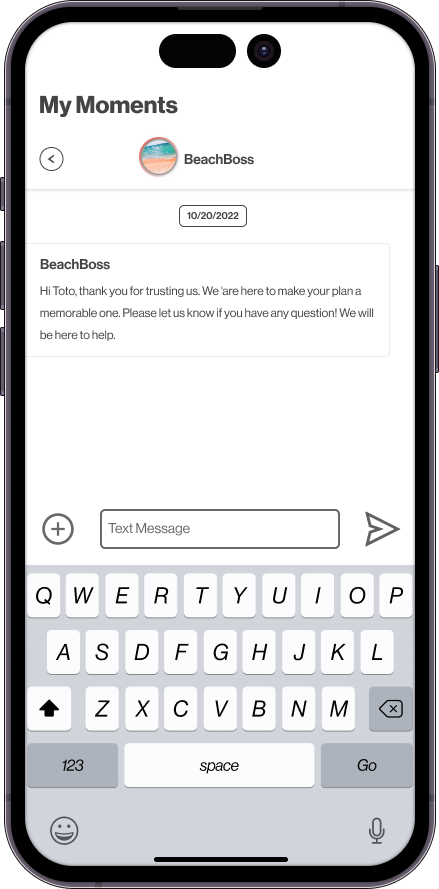 My Moments
BeachBoss
10/20/2022
BeachBoss
Hi Toto, thank you for trusting us. We 'are here to make your plan a
memorable one. Please let us know if you have any question! We will
be here to help.
Text Message
Q W E R T Y U I O P
A S D F G H J K L
Z X C V B N M
123 space Go